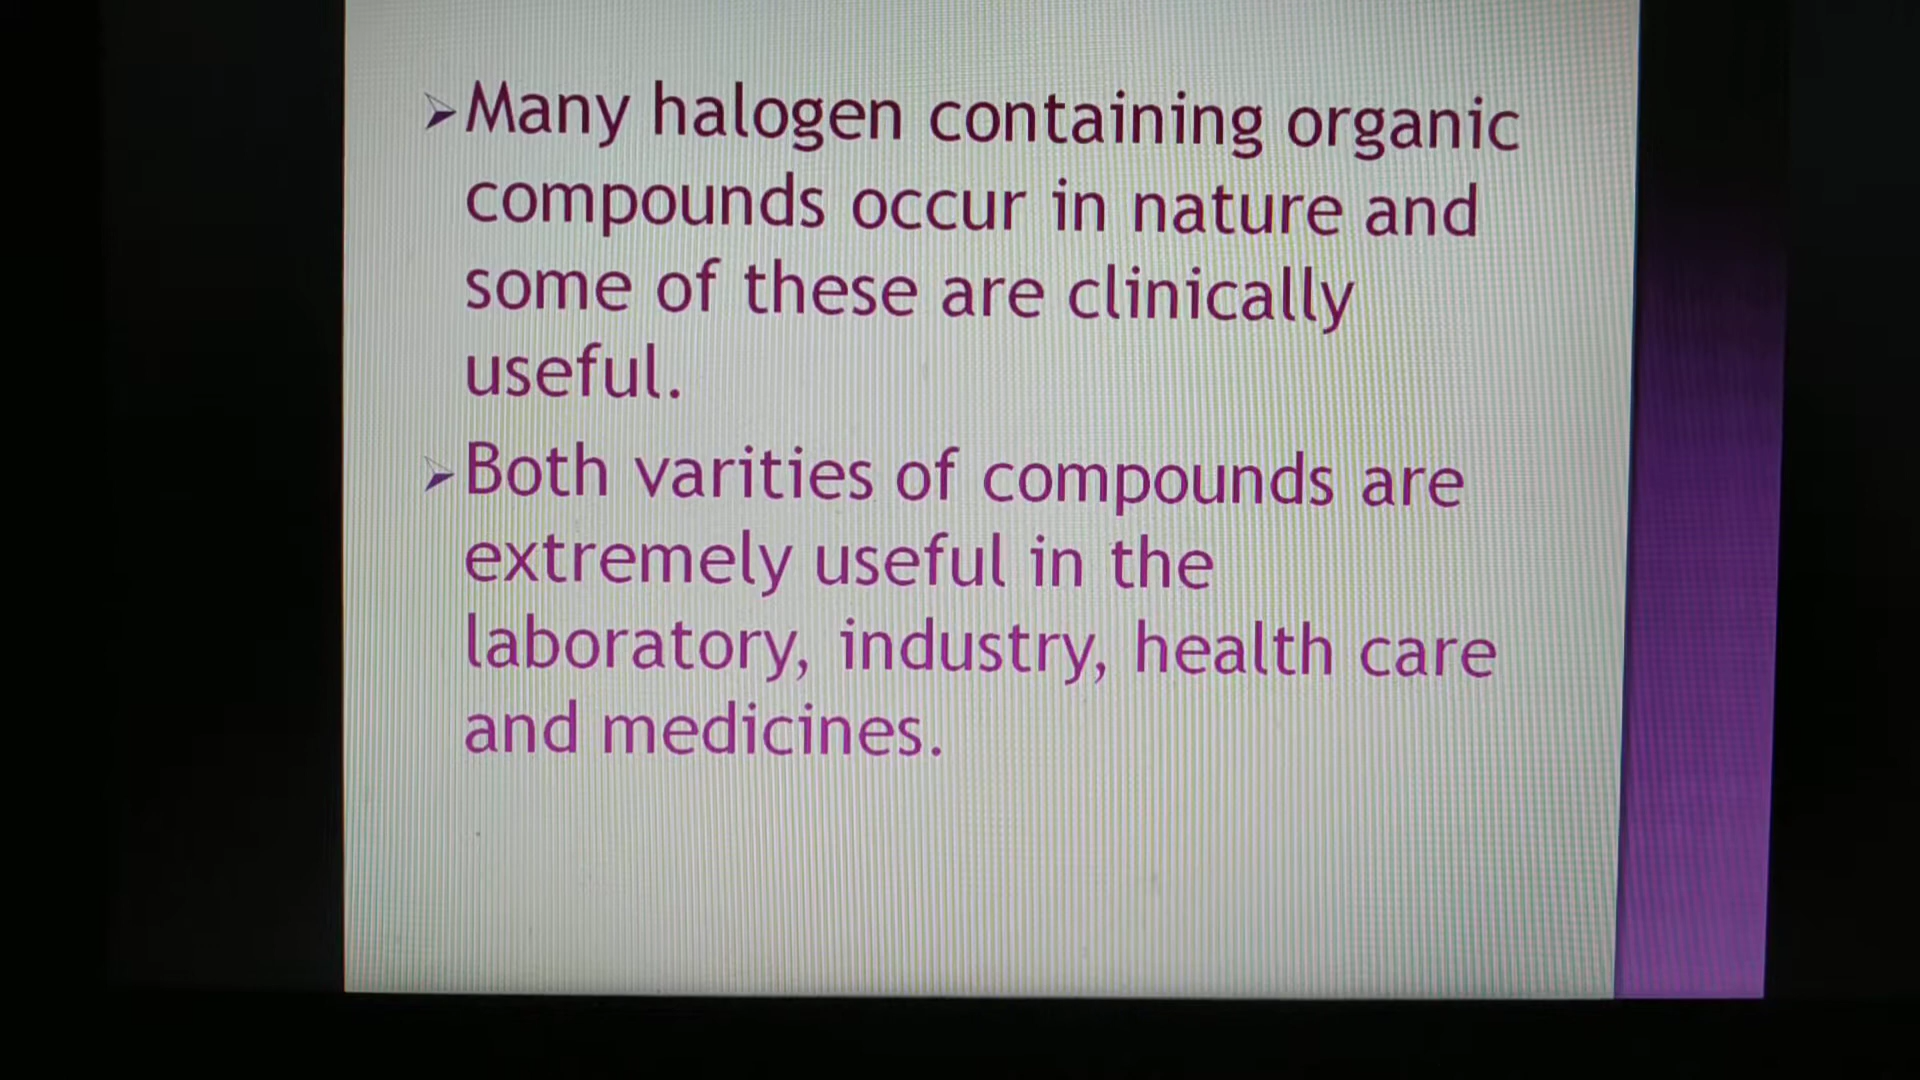 ➢Many halogen containing organic
compounds occur in nature and
some of these are clinically
useful.
➢Both varities of compounds are
extremely useful in the
laboratory, industry, health care
and medicines.